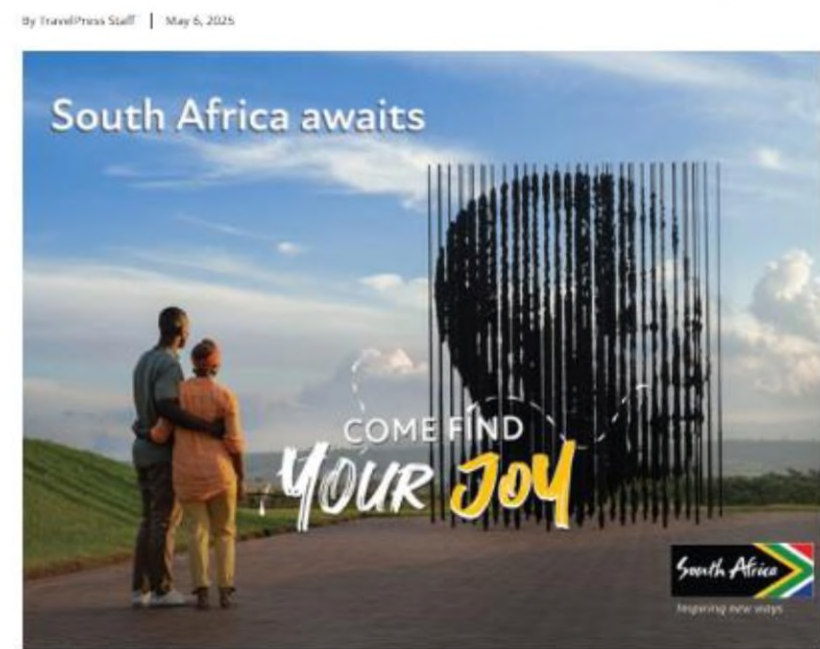 By TravelPress Staff | May 6, 2025
South Africa awaits
COME FIND
YOUR JOY
South Africa
Inspiring new ways